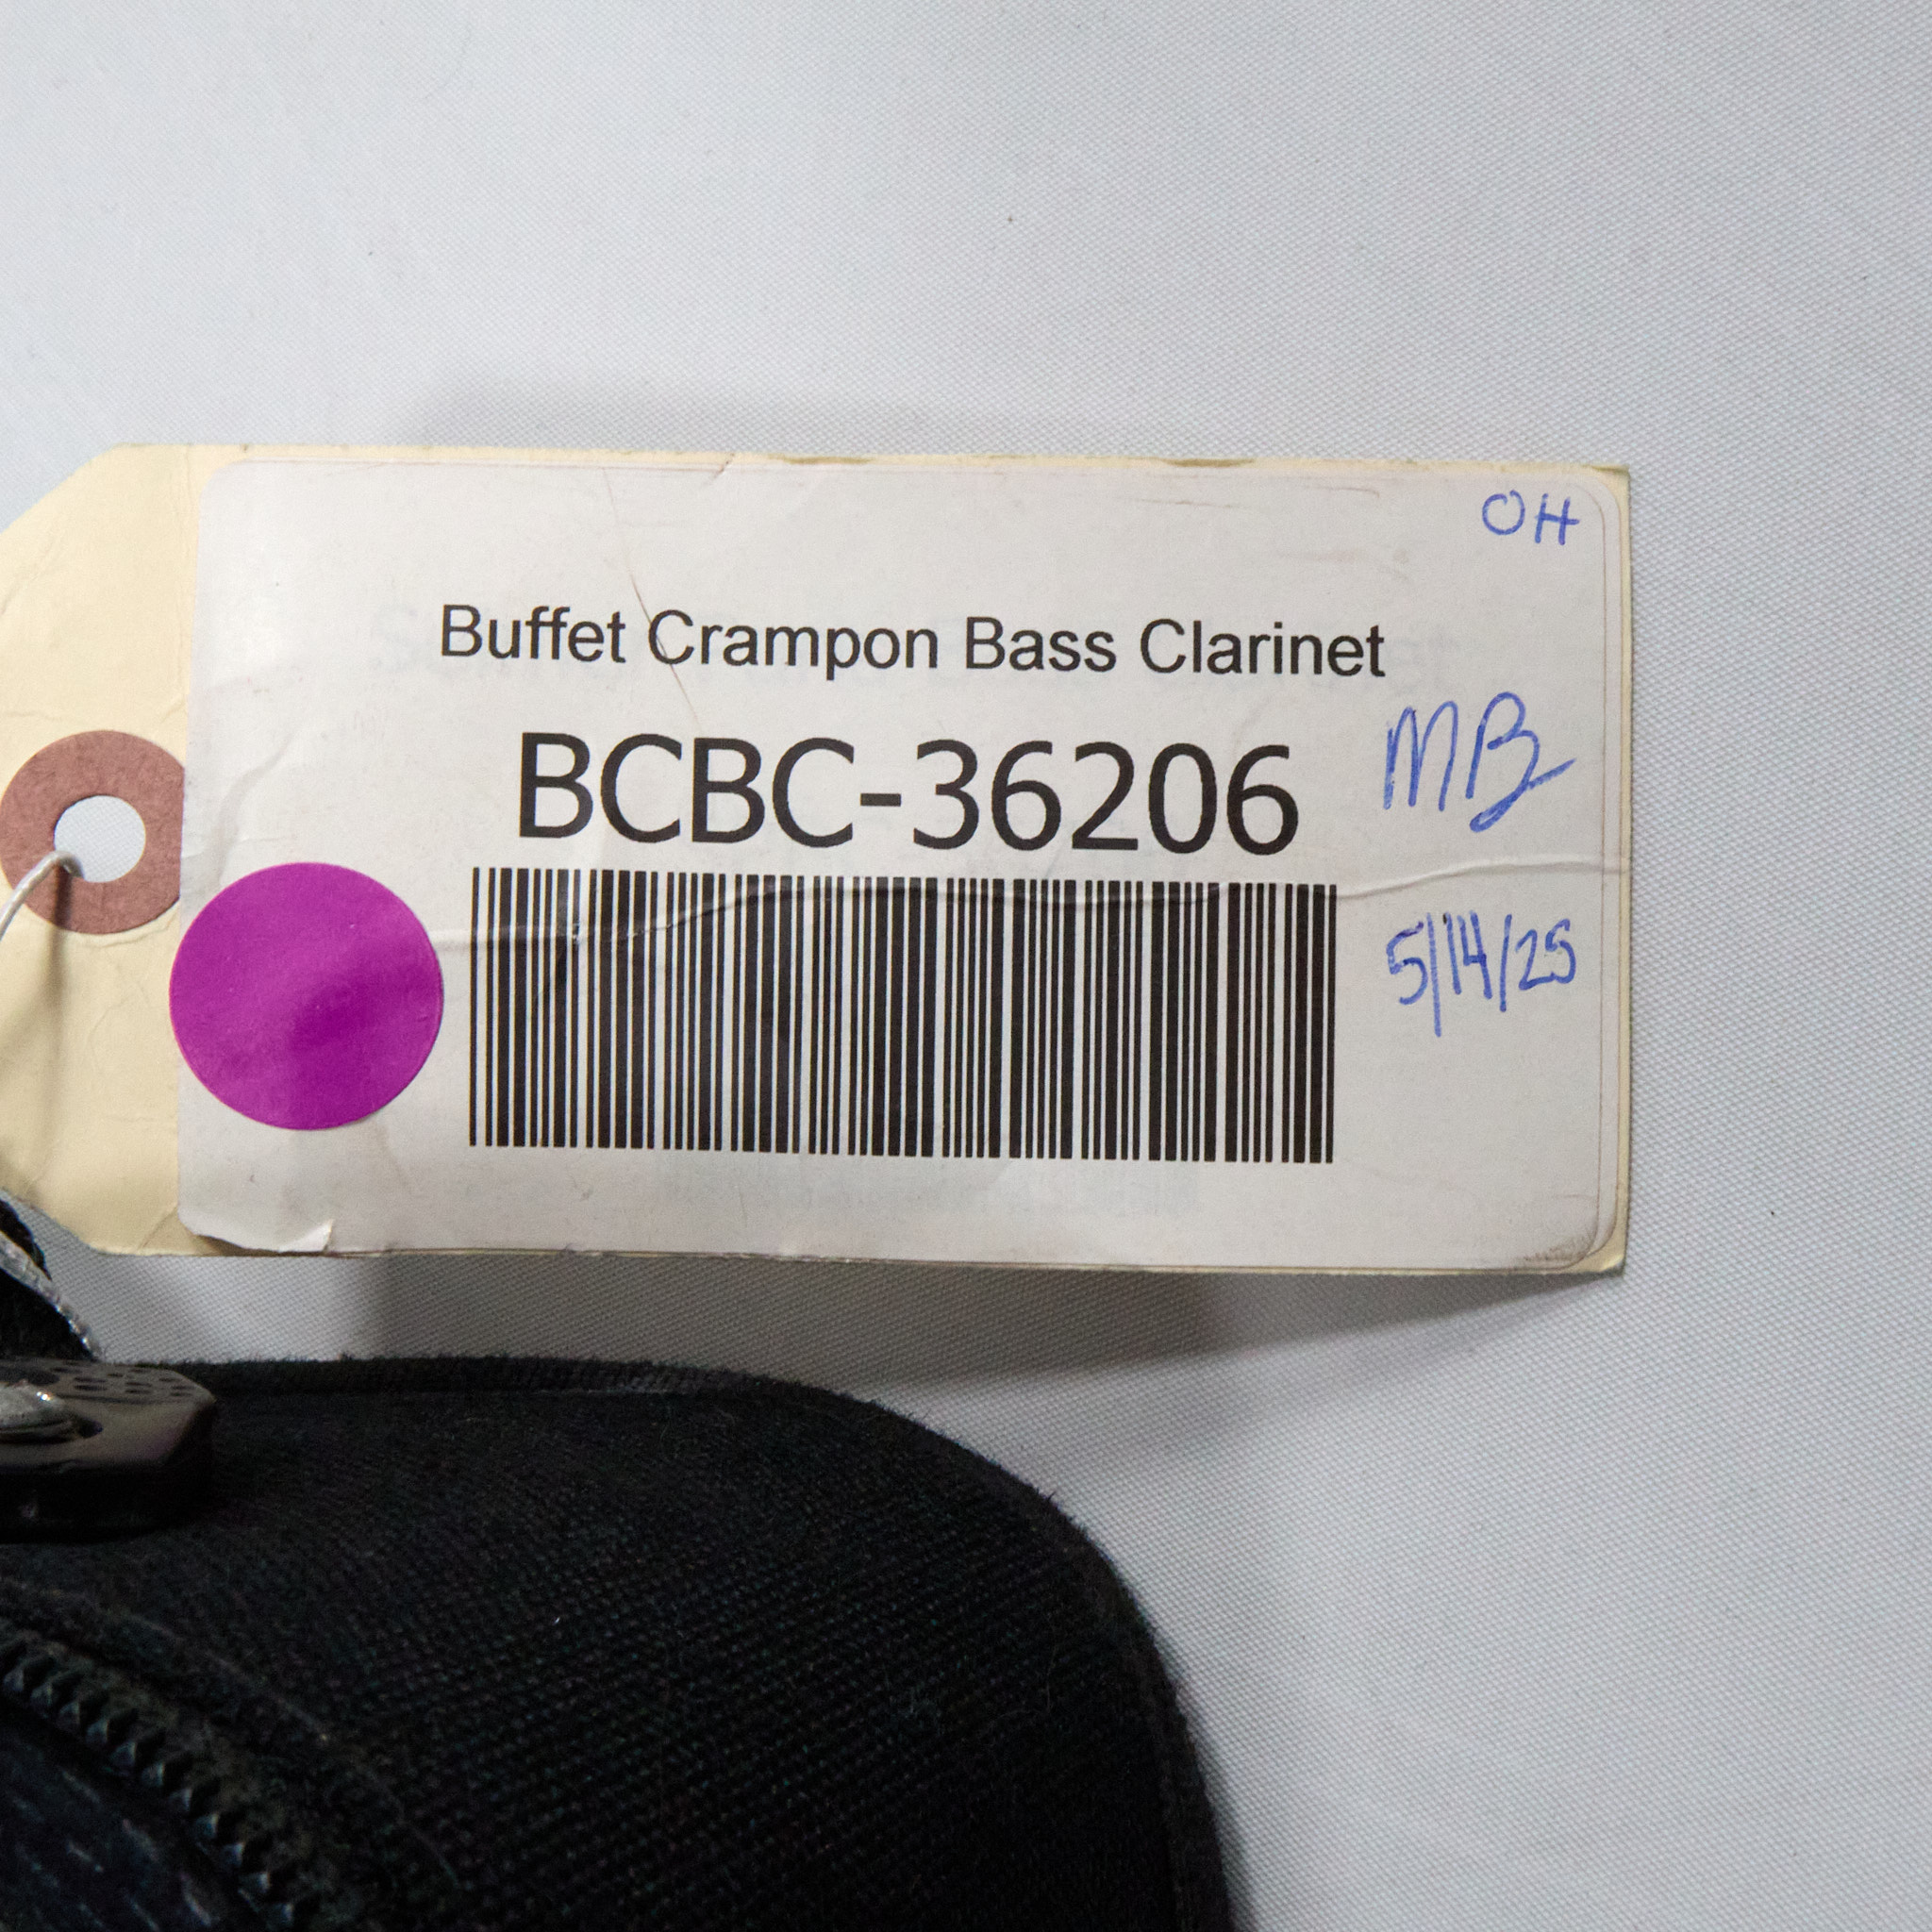 OH
Buffet Crampon Bass Clarinet
BCBC-36206
MB
5/14/25